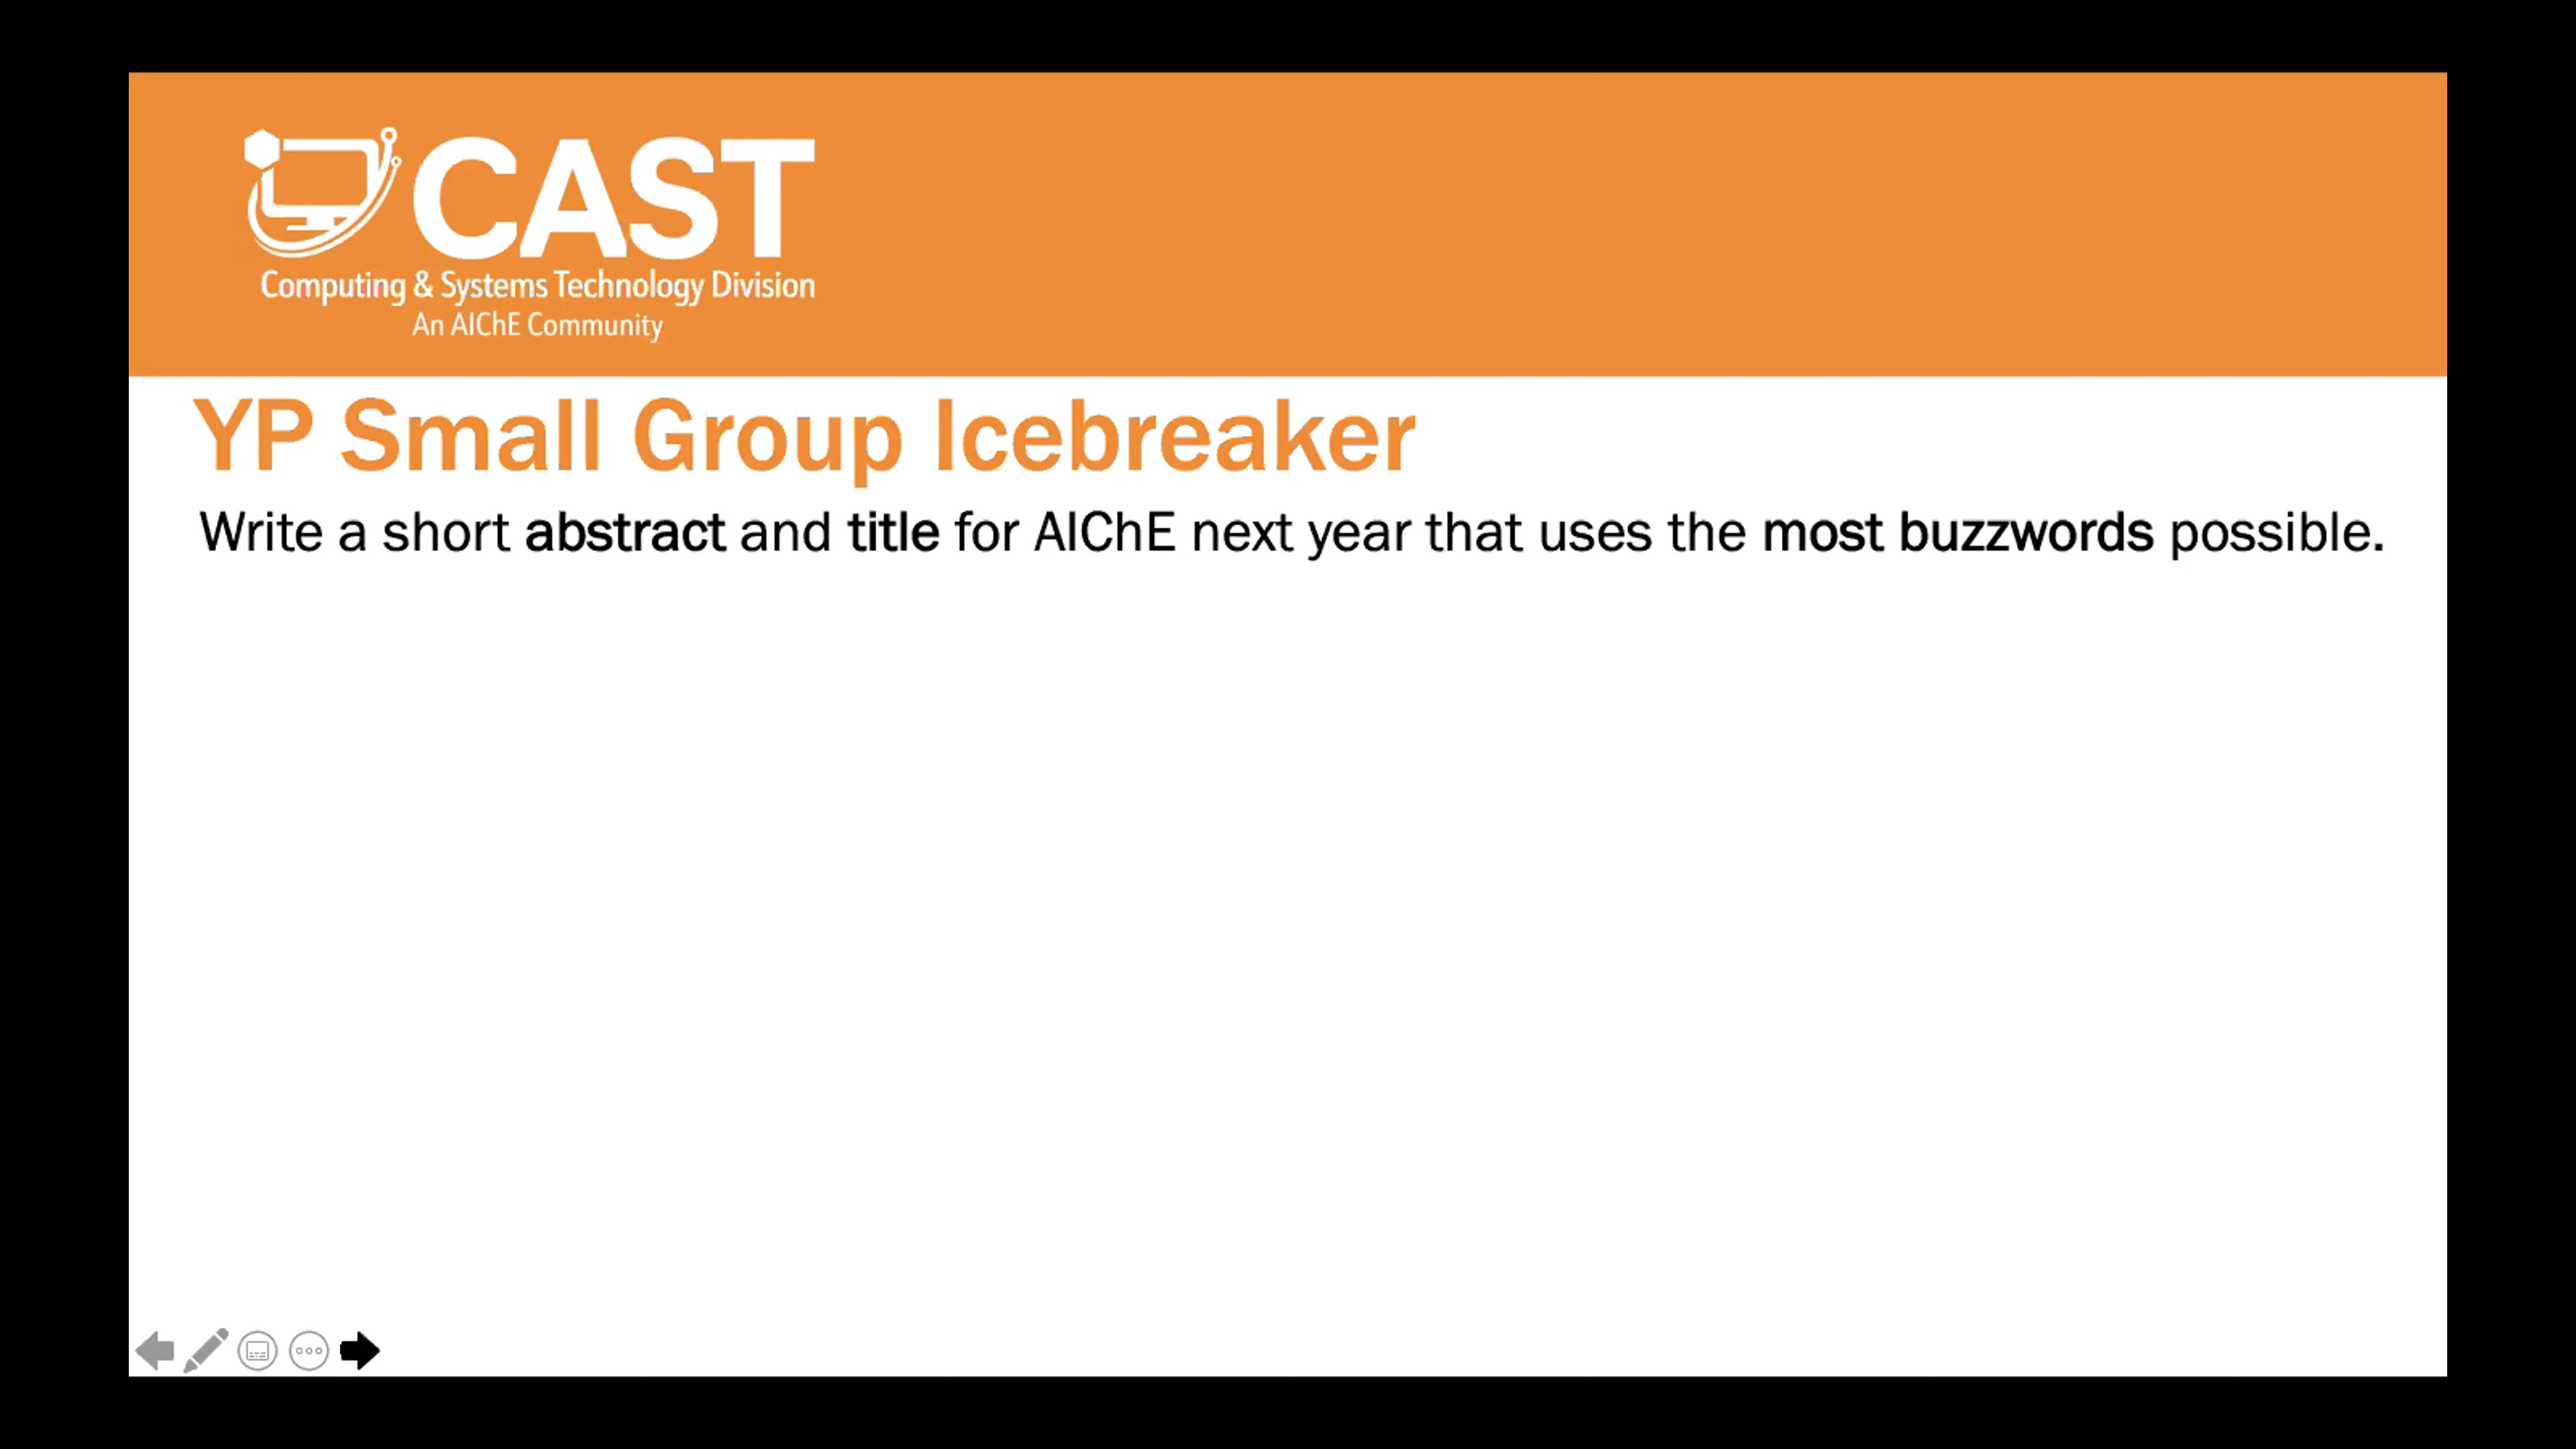 CAST
Computing & Systems Technology Division
An AIChE Community
YP Small Group Icebreaker
Write a short abstract and title for AIChE next year that uses the most buzzwords possible.